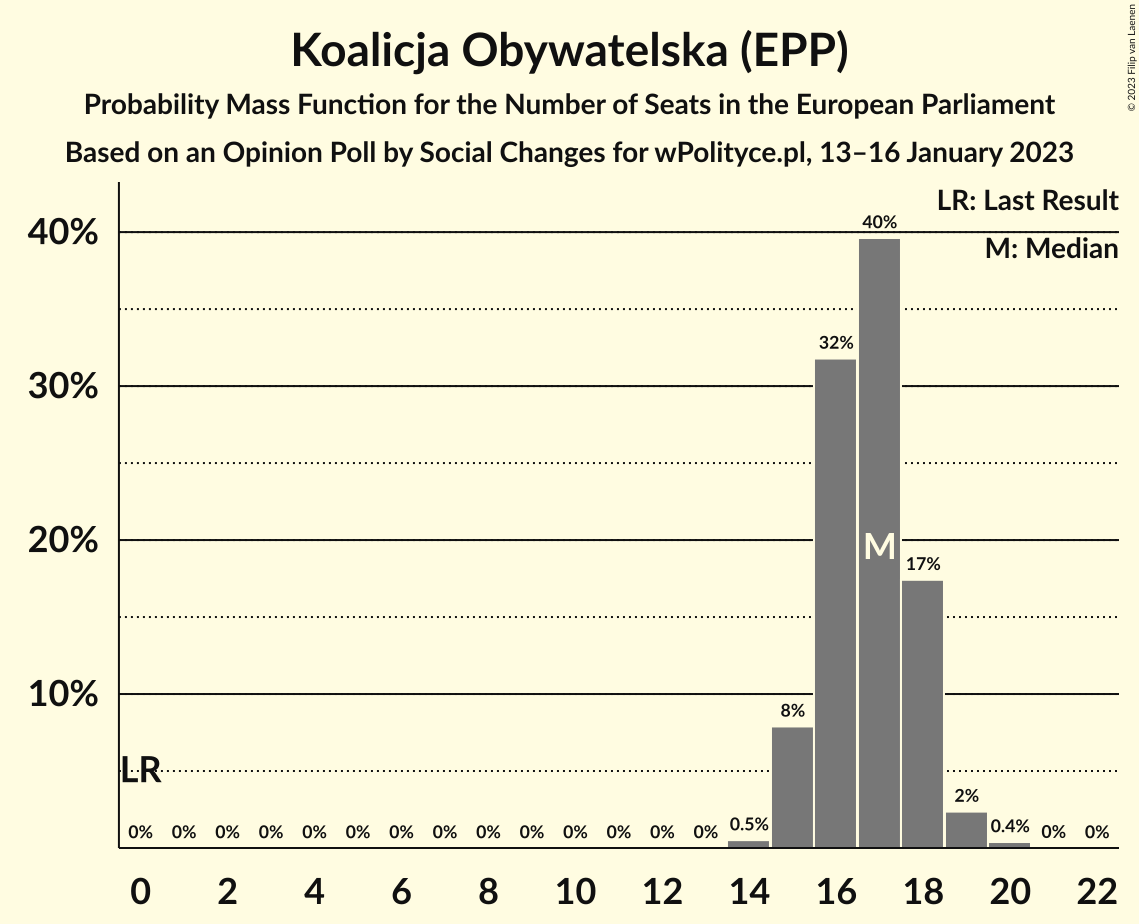 Koalicja Obywatelska (EPP)
Probability Mass Function for the Number of Seats in the European Parliament
Based on an Opinion Poll by Social Changes for wPolityce.pl, 13–16 January 2023
© 2023 Filip van Laenen
LR: Last Result
M: Median
40%
30%
20%
10%
40%
32%
M
17%
8%
LR
2%
0% 0% 0% 0% 0% 0% 0% 0% 0% 0% 0% 0% 0% 0% 0.5% 0.4% 0% 0%
0 2 4 6 8 10 12 14 16 18 20 22